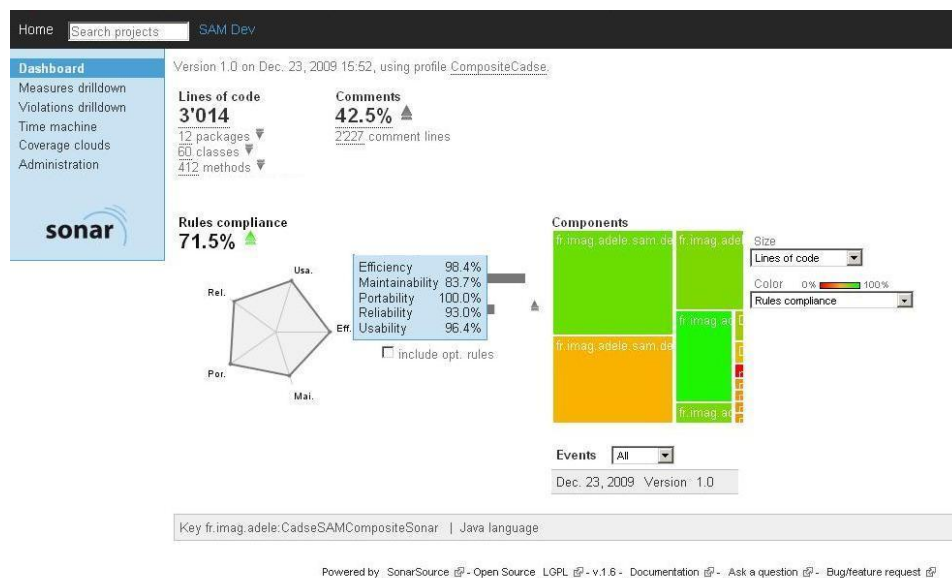 Home Search projects SAM Dev
Dashboard
Measures drilldown
Violations drilldown
Time machine
Coverage clouds
Administration
sonar
Version 1.0 on Dec. 23, 2009 15:52, using profile CompositeCadse.
Lines of code
3'014
12 packages
60 classes
412 methods
Comments
42.5%
2'227 comment lines
Rules compliance
71.5%
Usa.
Rel.
Eff.
Por.
Mai.
Efficiency 98.4%
Maintainability 83.7%
Portability 100.0%
Reliability 93.0%
Usability 96.4%
include opt. rules
Components
fr.imag.adele.sam.de
fr.imag.adel
fr.imag.ad
fr.imag.adele.sam.de
fr.imag.ad
Size
Lines of code
Color 0% 100%
Rules compliance
Events All
Dec. 23, 2009 Version 1.0
Key fr.imag.adele:CadseSAMCompositeSonar | Java language
Powered by SonarSource - Open Source LGPL - v.1.6 - Documentation - Ask a question - Bug/feature request